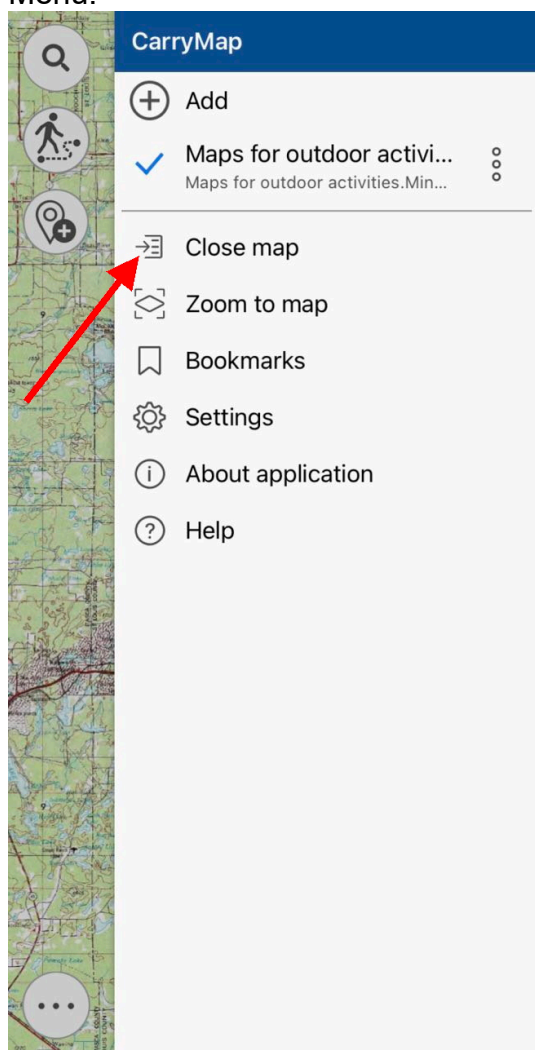 Menu.
CarryMap
Add
Maps for outdoor activi...
Maps for outdoor activities.Min...
Close map
Zoom to map
Bookmarks
Settings
About application
Help